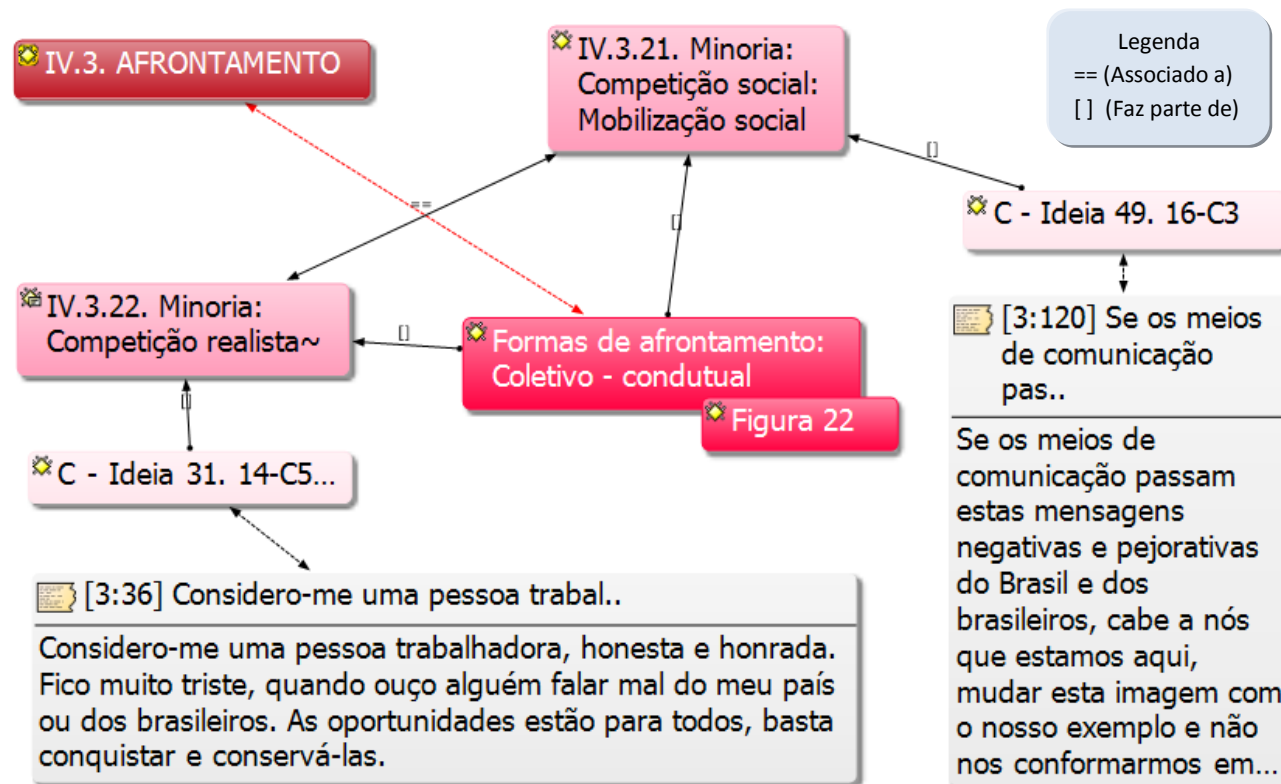 IV.3. AFRONTAMENTO
IV.3.21. Minoria:
Competição social:
Mobilização social
Legenda
== (Associado a)
[ ] (Faz parte de)
[]
==
[]
C - Ideia 49. 16-C3
IV.3.22. Minoria:
Competição realista~
[]
Formas de afrontamento:
Coletivo - condutual
Figura 22
[3:120] Se os meios
de comunicação
pas..
[]
C - Ideia 31. 14-C5...
Se os meios de
comunicação passam
estas mensagens
negativas e pejorativas
do Brasil e dos
brasileiros, cabe a nós
que estamos aqui,
mudar esta imagem com
o nosso exemplo e não
nos conformarmos em...
[3:36] Considero-me uma pessoa trabal..
Considero-me uma pessoa trabalhadora, honesta e honrada.
Fico muito triste, quando ouço alguém falar mal do meu país
ou dos brasileiros. As oportunidades estão para todos, basta
conquistar e conservá-las.